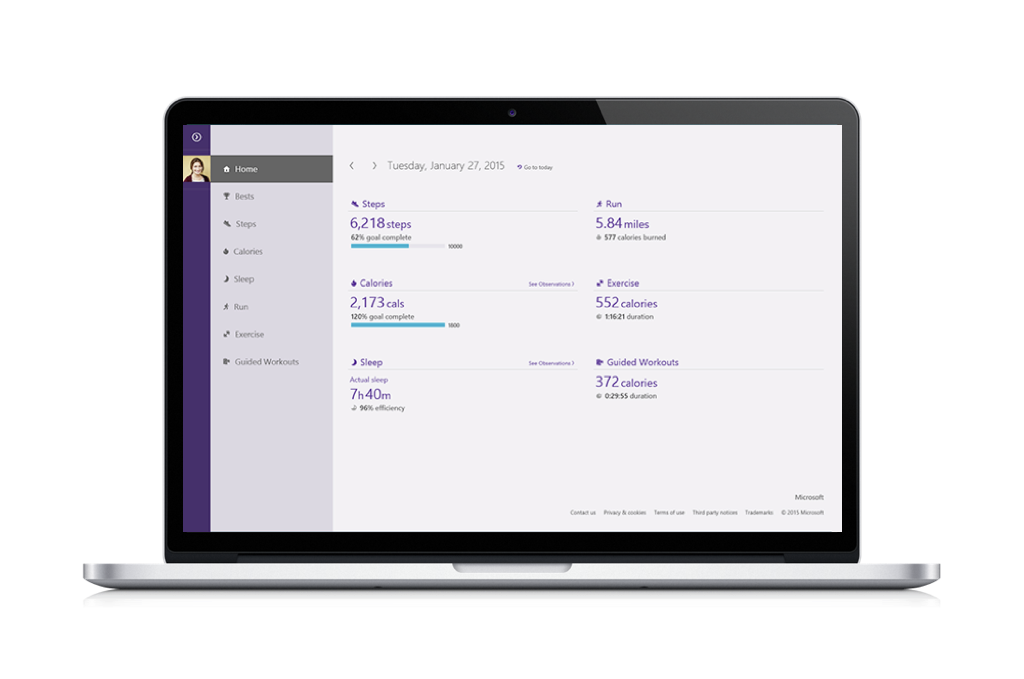 Home
Bests
Steps
Calories
Sleep
Run
Exercise
Guided Workouts
Tuesday, January 27, 2015 Go to today
Steps
6,218 steps
62% goal complete
10000
Run
5.84 miles
577 calories burned
Calories See Observations
2,173 cals
120% goal complete
1800
Exercise
552 calories
1:16:21 duration
Sleep See Observations
Actual sleep
7h 40m
96% efficiency
Guided Workouts
372 calories
0:29:55 duration
Microsoft
Contact us Privacy & cookies Terms of use Third party notices Trademarks © 2015 Microsoft